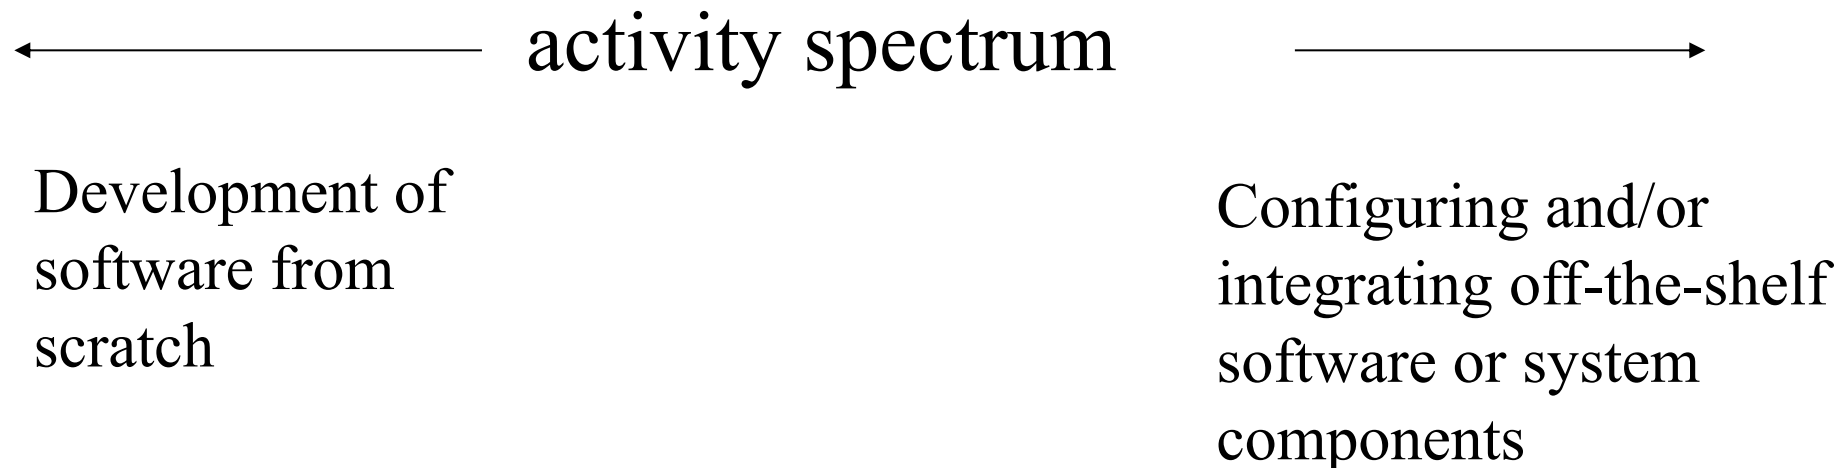 activity spectrum
Development of
software from
scratch
Configuring and/or
integrating off-the-shelf
software or system
components